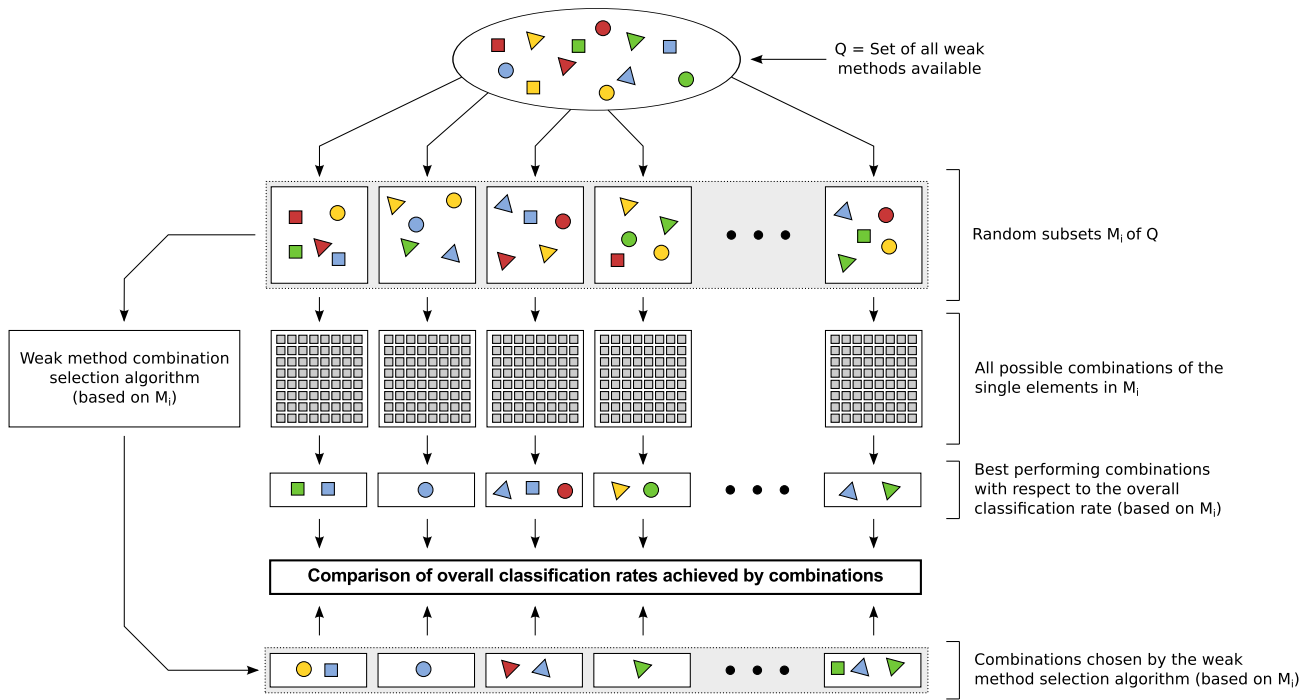 Q = Set of all weak
methods available
Random subsets Mi of Q
Weak method combination
selection algorithm
(based on Mi)
All possible combinations of the
single elements in Mi
Best performing combinations
with respect to the overall
classification rate (based on Mi)
Comparison of overall classification rates achieved by combinations
Combinations chosen by the weak
method selection algorithm (based on Mi)